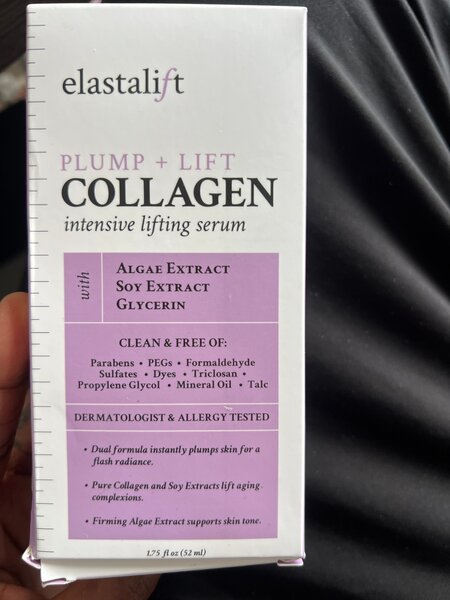 elastalift
PLUMP + LIFT
COLLAGEN
intensive lifting serum
with
ALGAE EXTRACT
SOY EXTRACT
GLYCERIN
CLEAN & FREE OF:
Parabens • PEGs • Formaldehyde
Sulfates • Dyes • Triclosan •
Propylene Glycol • Mineral Oil • Talc
DERMATOLOGIST & ALLERGY TESTED
• Dual formula instantly plumps skin for a
flash radiance.
• Pure Collagen and Soy Extracts lift aging
complexions.
• Firming Algae Extract supports skin tone.
1.75 fl oz (52 ml)